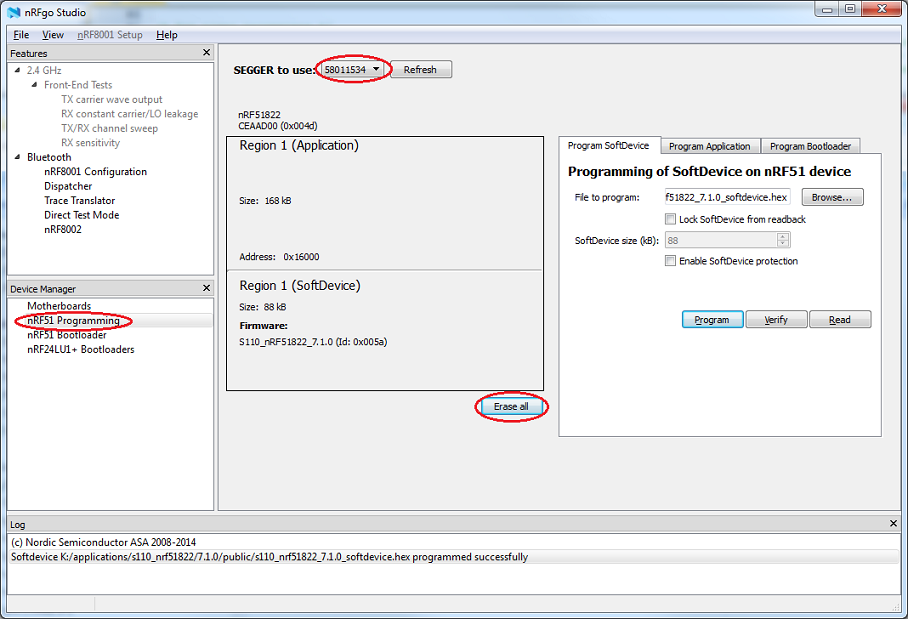 nRFgo Studio
File View nRF8001 Setup Help
Features
2.4 GHz
Front-End Tests
TX carrier wave output
RX constant carrier/LO leakage
TX/RX channel sweep
RX sensitivity
Bluetooth
nRF8001 Configuration
Dispatcher
Trace Translator
Direct Test Mode
nRF8002
Device Manager
Motherboards
nRF51 Programming
nRF51 Bootloader
nRF24LU1+ Bootloaders
SEGGER to use: 58011534 Refresh
nRF51822
CEAAD00 (0x004d)
Region 1 (Application)
Size: 168 kB
Address: 0x16000
Region 1 (SoftDevice)
Size: 88 kB
Firmware:
S110_nRF51822_7.1.0 (Id: 0x005a)
Erase all
Program SoftDevice Program Application Program Bootloader
Programming of SoftDevice on nRF51 device
File to program: f51822_7.1.0_softdevice.hex Browse...
Lock SoftDevice from readback
SoftDevice size (kB): 88
Enable SoftDevice protection
Program Verify Read
Log
(c) Nordic Semiconductor ASA 2008-2014
Softdevice K:/applications/s110_nrf51822/7.1.0/public/s110_nrf51822_7.1.0_softdevice.hex programmed successfully